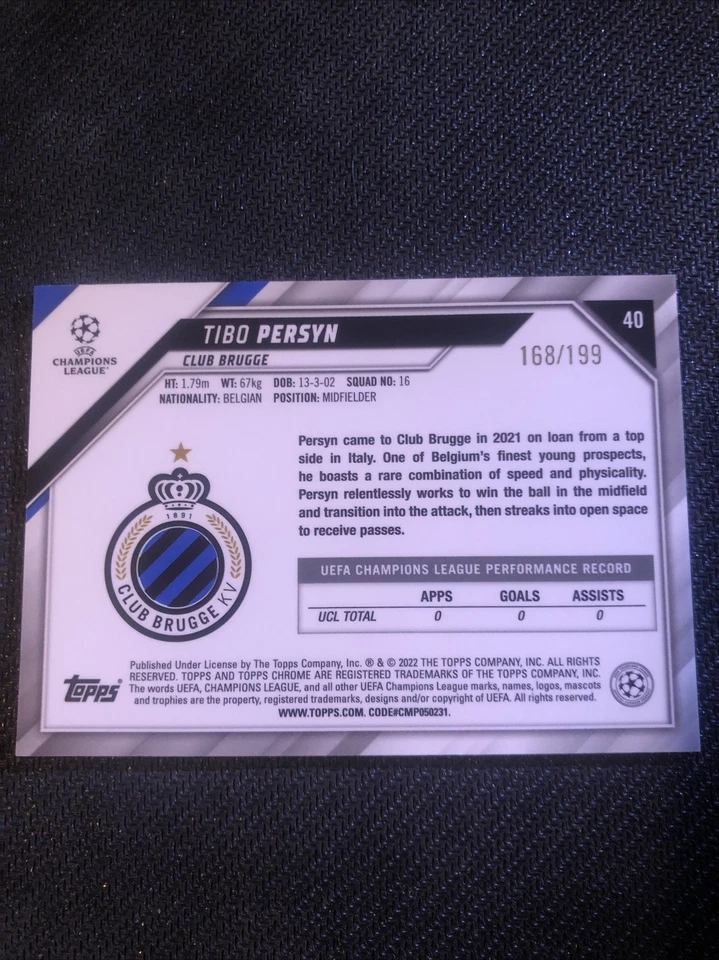 40
UEFA
CHAMPIONS
LEAGUE®
TIBO PERSYN
CLUB BRUGGE
168/199
HT: 1.79m WT: 67kg DOB: 13-3-02 SQUAD NO: 16
NATIONALITY: BELGIAN POSITION: MIDFIELDER
Persyn came to Club Brugge in 2021 on loan from a top
side in Italy. One of Belgium's finest young prospects,
he boasts a rare combination of speed and physicality.
Persyn relentlessly works to win the ball in the midfield
and transition into the attack, then streaks into open space
to receive passes.
1891
CLUB BRUGGE KV
UEFA CHAMPIONS LEAGUE PERFORMANCE RECORD
APPS GOALS ASSISTS
UCL TOTAL 0 0 0
topps®
Published Under License by The Topps Company, Inc. ® & © 2022 THE TOPPS COMPANY, INC. ALL RIGHTS
RESERVED. TOPPS AND TOPPS CHROME ARE REGISTERED TRADEMARKS OF THE TOPPS COMPANY, INC.
The words UEFA, CHAMPIONS LEAGUE, and all other UEFA Champions League marks, names, logos, mascots
and trophies are the property, registered trademarks, designs and/or copyright of UEFA. All rights reserved.
WWW.TOPPS.COM. CODE#CMP050231.